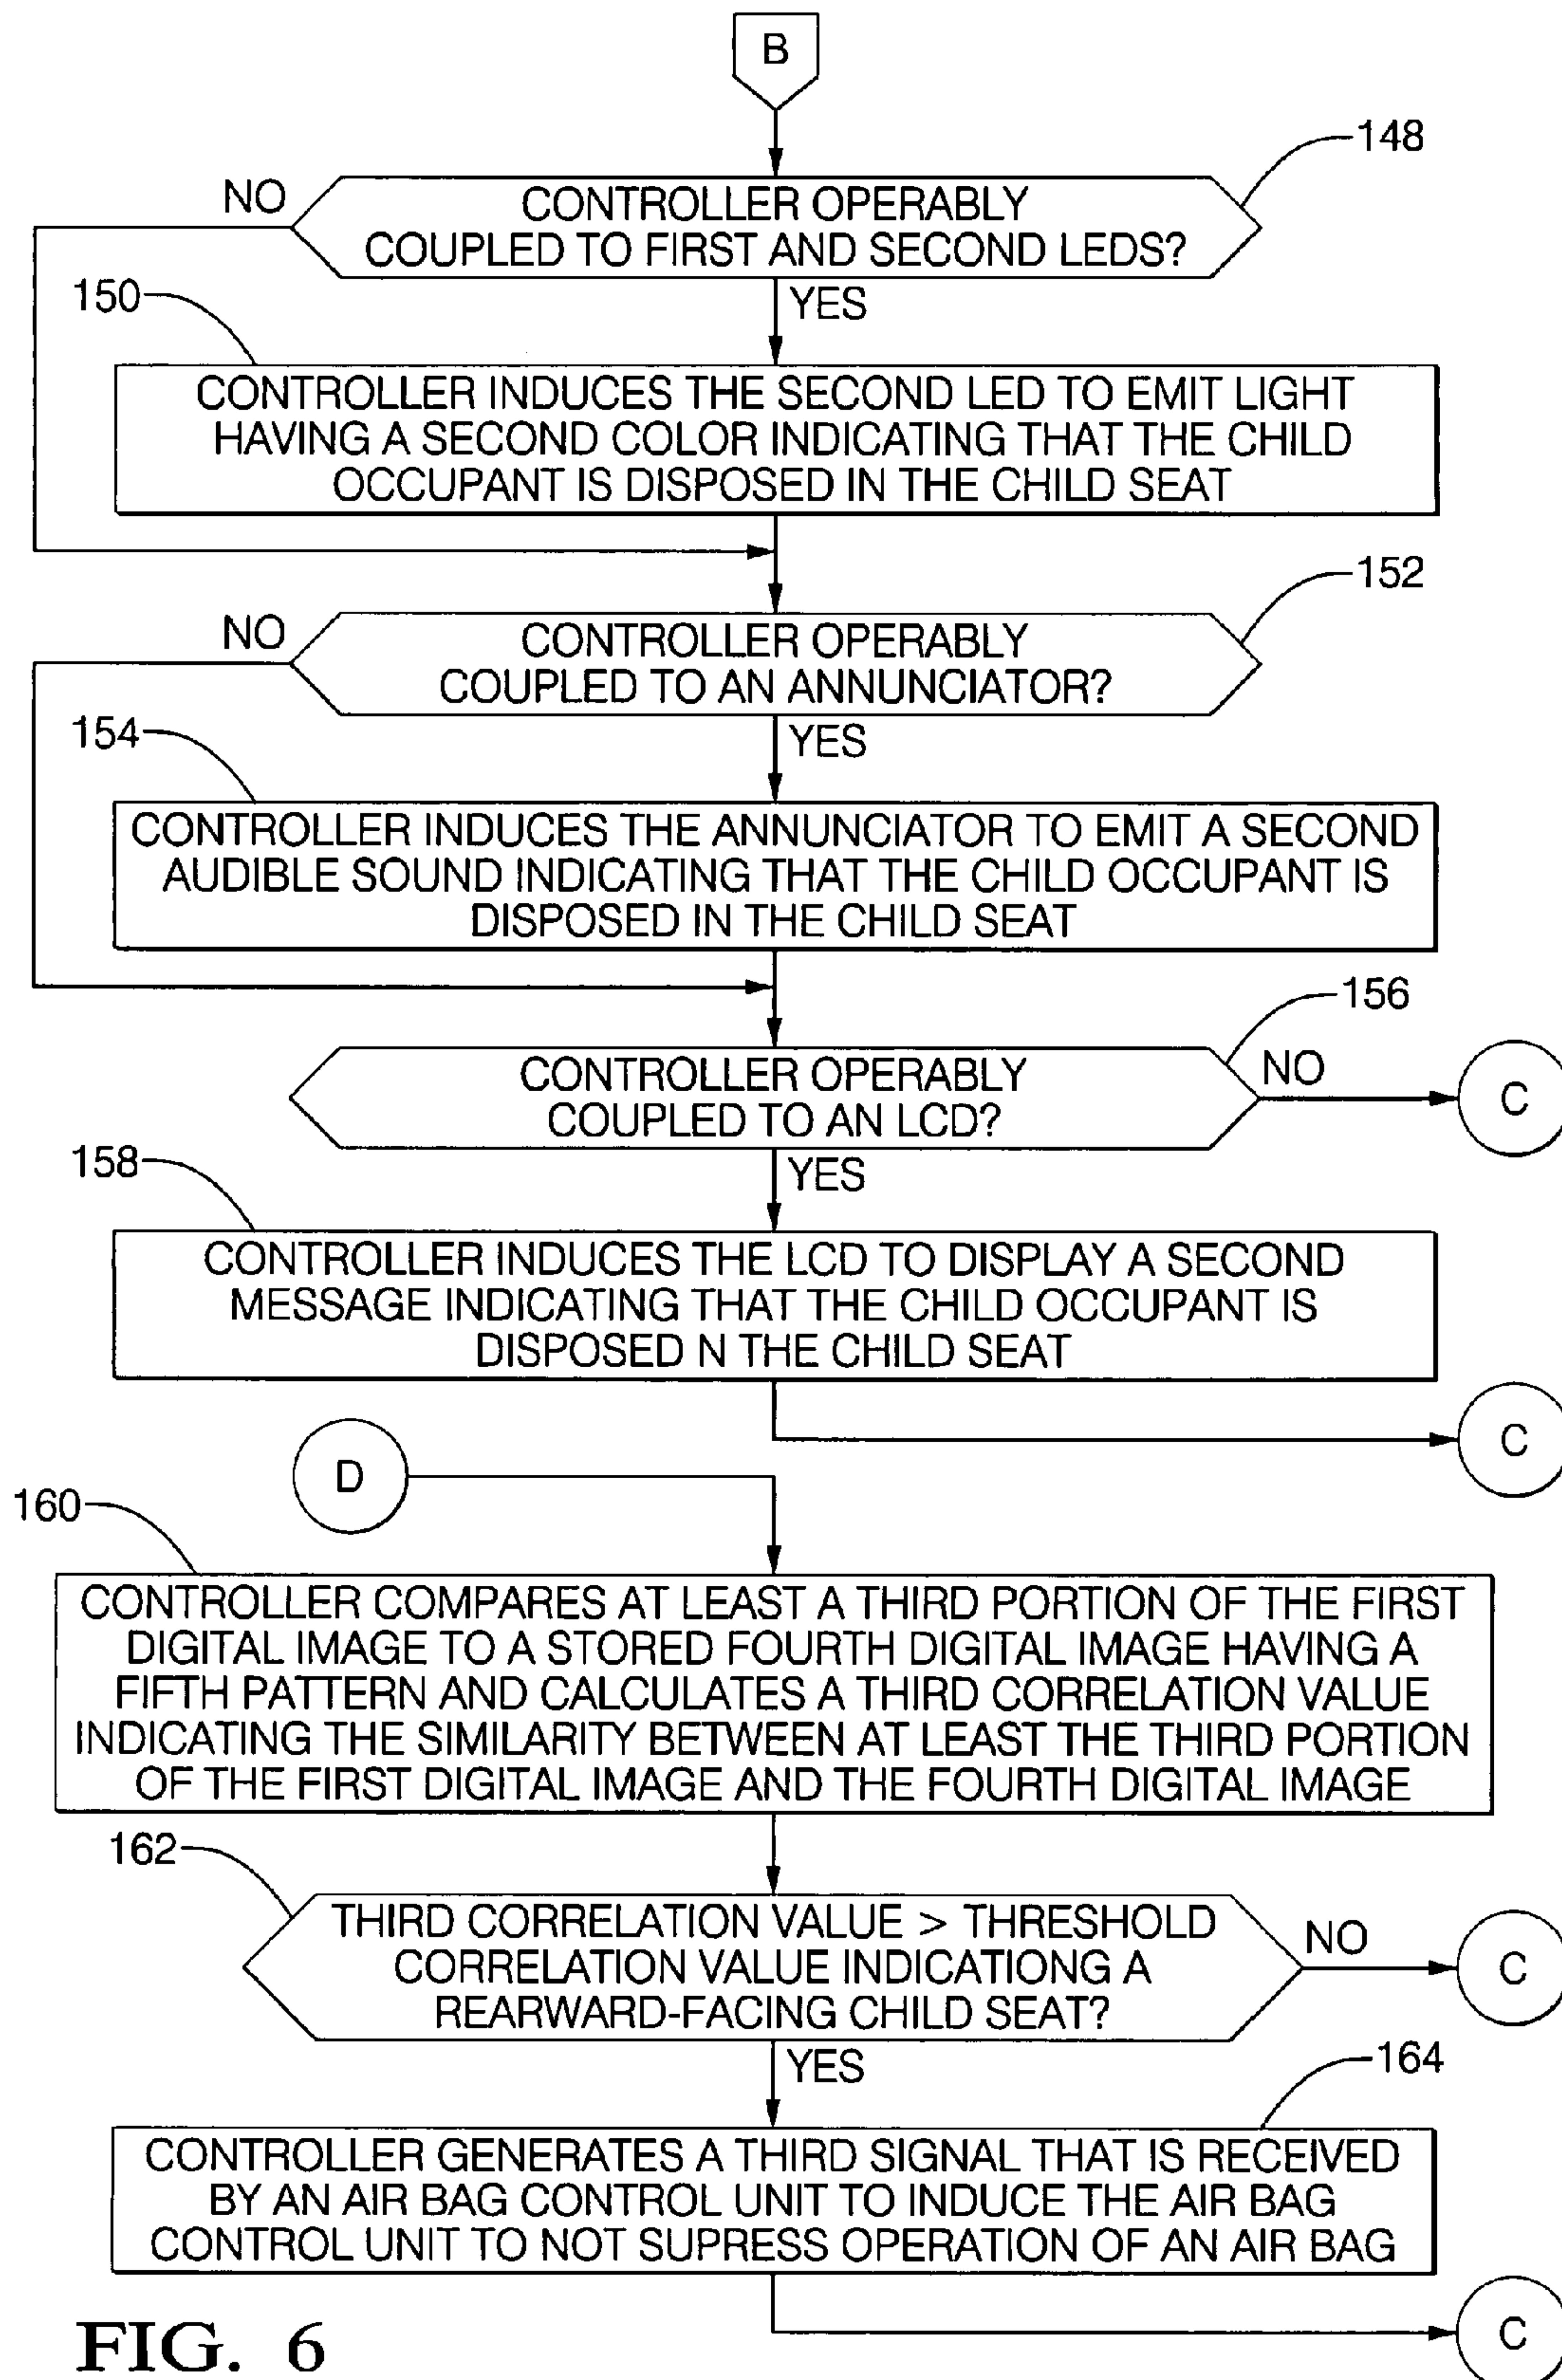 B
148
NO
CONTROLLER OPERABLY
COUPLED TO FIRST AND SECOND LEDS?
150
YES
CONTROLLER INDUCES THE SECOND LED TO EMIT LIGHT
HAVING A SECOND COLOR INDICATING THAT THE CHILD
OCCUPANT IS DISPOSED IN THE CHILD SEAT
152
NO
CONTROLLER OPERABLY
COUPLED TO AN ANNUNCIATOR?
154
YES
CONTROLLER INDUCES THE ANNUNCIATOR TO EMIT A SECOND
AUDIBLE SOUND INDICATING THAT THE CHILD OCCUPANT IS
DISPOSED IN THE CHILD SEAT
156
CONTROLLER OPERABLY
COUPLED TO AN LCD?
NO
C
158
YES
CONTROLLER INDUCES THE LCD TO DISPLAY A SECOND
MESSAGE INDICATING THAT THE CHILD OCCUPANT IS
DISPOSED N THE CHILD SEAT
C
D
160
CONTROLLER COMPARES AT LEAST A THIRD PORTION OF THE FIRST
DIGITAL IMAGE TO A STORED FOURTH DIGITAL IMAGE HAVING A
FIFTH PATTERN AND CALCULATES A THIRD CORRELATION VALUE
INDICATING THE SIMILARITY BETWEEN AT LEAST THE THIRD PORTION
OF THE FIRST DIGITAL IMAGE AND THE FOURTH DIGITAL IMAGE
162
THIRD CORRELATION VALUE > THRESHOLD
CORRELATION VALUE INDICATIONG A
REARWARD-FACING CHILD SEAT?
NO
C
YES
164
CONTROLLER GENERATES A THIRD SIGNAL THAT IS RECEIVED
BY AN AIR BAG CONTROL UNIT TO INDUCE THE AIR BAG
CONTROL UNIT TO NOT SUPRESS OPERATION OF AN AIR BAG
C
FIG. 6